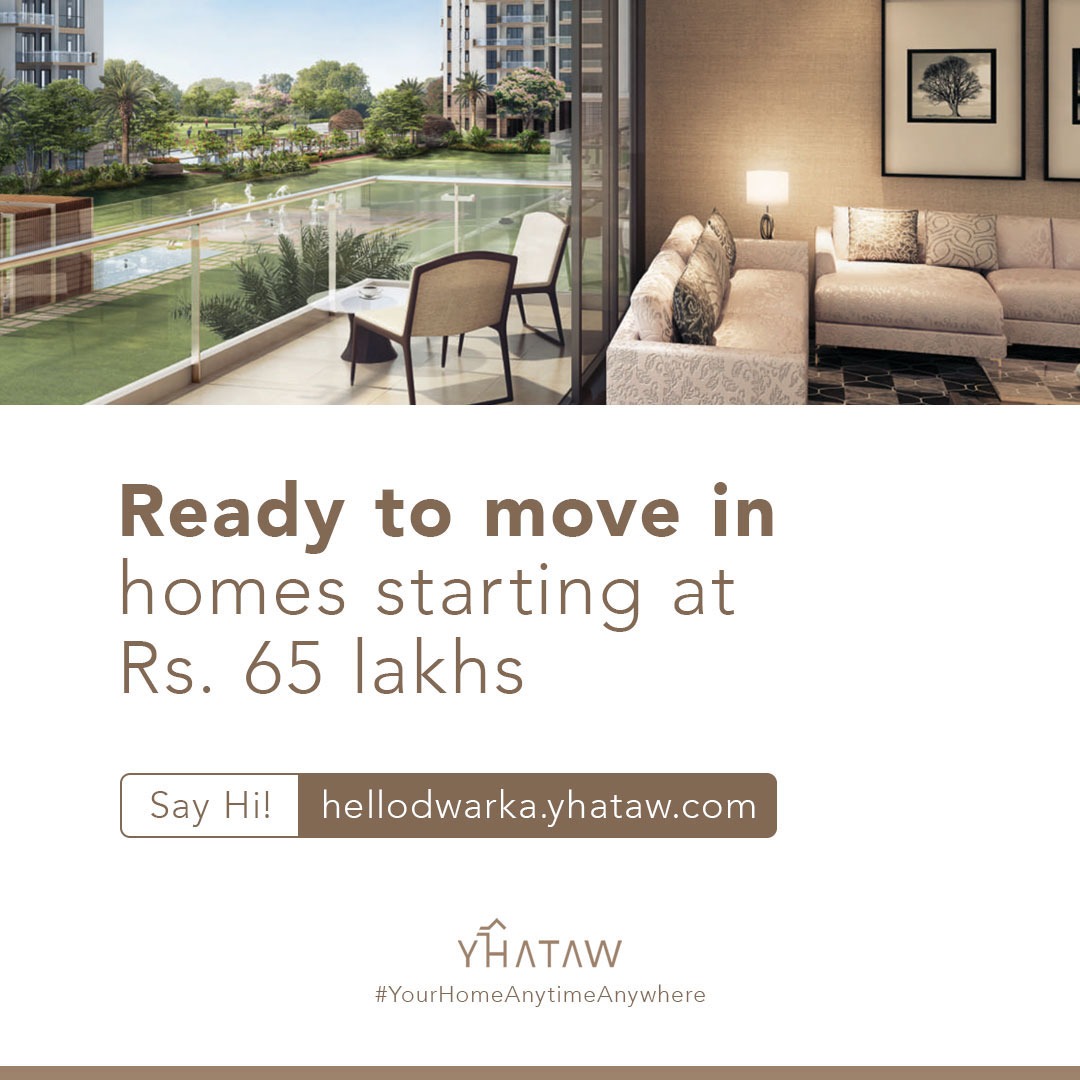 Ready to move in
homes starting at
Rs. 65 lakhs
Say Hi! hellodwarka.yhataw.com
YHATAW
#YourHomeAnytimeAnywhere